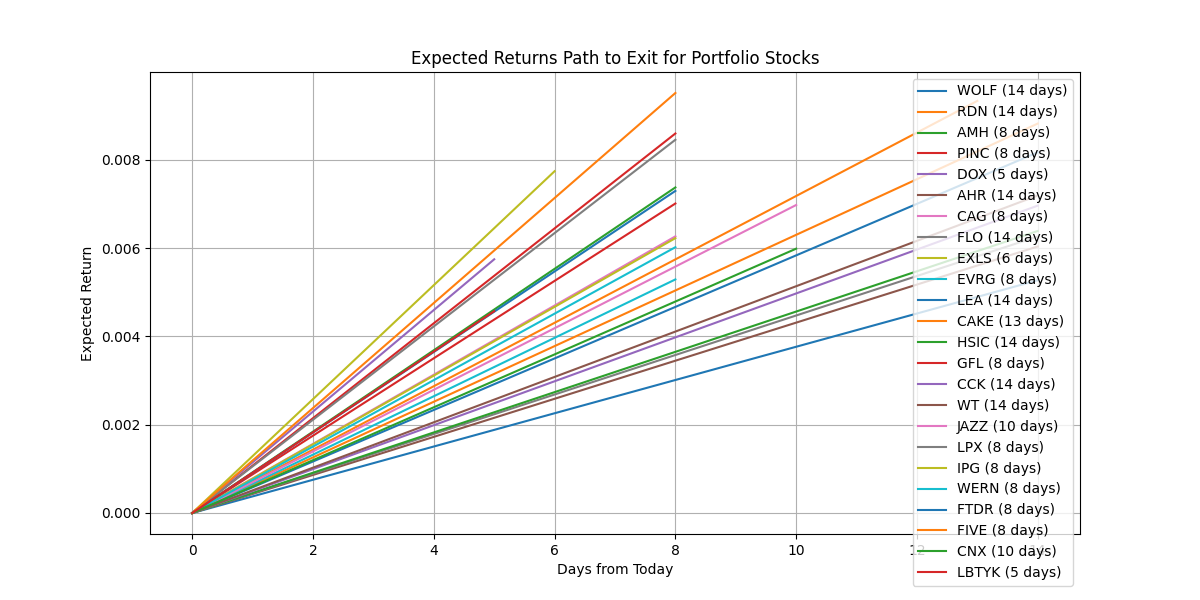 Expected Returns Path to Exit for Portfolio Stocks
Expected Return
0.008
0.006
0.004
0.002
0.000
0 2 4 6 8 10 12
Days from Today
WOLF (14 days)
RDN (14 days)
AMH (8 days)
PINC (8 days)
DOX (5 days)
AHR (14 days)
CAG (8 days)
FLO (14 days)
EXLS (6 days)
EVRG (8 days)
LEA (14 days)
CAKE (13 days)
HSIC (14 days)
GFL (8 days)
CCK (14 days)
WT (14 days)
JAZZ (10 days)
LPX (8 days)
IPG (8 days)
WERN (8 days)
FTDR (8 days)
FIVE (8 days)
CNX (10 days)
LBTYK (5 days)